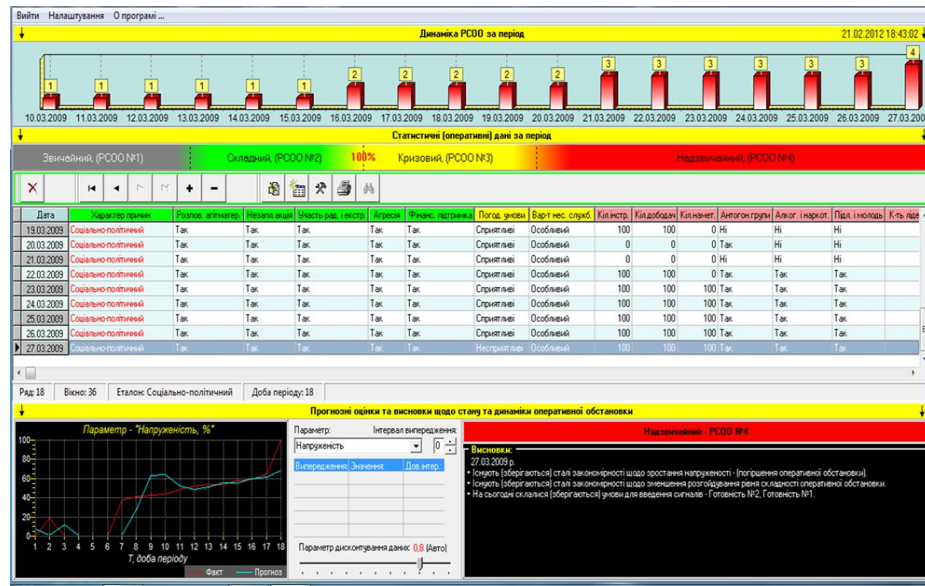 Вийти Налаштування О програмі ...
Динаміка РСОО за період 21.02.2012 18:43:02
1 1 1 1 1 1 2 2 2 2 2 3 3 3 3 3 3 4
10.03.2009 11.03.2009 12.03.2009 13.03.2009 14.03.2009 15.03.2009 16.03.2009 17.03.2009 18.03.2009 19.03.2009 20.03.2009 21.03.2009 22.03.2009 23.03.2009 24.03.2009 25.03.2009 26.03.2009 27.03.200
Статистичні (оперативні) дані за період
Звичайний, (РСОО №1) Складний, (РСОО №2) 100% Кризовий, (РСОО №3) Надзвичайний, (РСОО №4)
Дата Характер причин Розпов. агітматер. Незапл.акція Участь рад. і екстр. Агресія Фінанс. підтримка Погод. умови Вар-т нес. служб. Кіл.інстр. Кіл.дободач Кіл.намет. Антогон.групи Алког. і наркот. Підл. і молодь К-ть ліде
19.03.2009 Соціально-політичний Так Так Так Так Так Сприятливі Особливий 100 100 0 Ні Ні Ні
20.03.2009 Соціально-політичний Так Так Так Так Так Сприятливі Особливий 0 0 0 Так Ні Ні
21.03.2009 Соціально-політичний Так Так Так Так Так Сприятливі Особливий 0 0 0 Ні Ні Ні
22.03.2009 Соціально-політичний Так Так Так Так Так Сприятливі Особливий 100 100 0 Так Так Так
23.03.2009 Соціально-політичний Так Так Так Так Так Сприятливі Особливий 100 100 100 Так Так Так
24.03.2009 Соціально-політичний Так Так Так Так Так Сприятливі Особливий 100 100 100 Так Так Так
25.03.2009 Соціально-політичний Так Так Так Так Так Сприятливі Особливий 100 100 100 Так Так Так
26.03.2009 Соціально-політичний Так Так Так Так Так Сприятливі Особливий 100 100 100 Так Так Так
27.03.2009 Соціально-політичний Так Так Так Так Так Несприятливі Особливий 100 100 100 Так Так Так
Ряд: 18 Вікно: 36 Еталон: Соціально-політичний Доба періоду: 18
Прогнозні оцінки та висновки щодо стану та динаміки оперативної обстановки
Параметр - "Напруженість, %"
100
80
60
40
20
0
1 2 3 4 5 6 7 8 9 10 11 12 13 14 15 16 17 18
Т, доба періоду
Факт Прогноз
Параметр: Інтервал випередження:
Напруженість 0
Випередження: Значення: Дов.інтер.:
Параметр дисконтування даних: 0,8 (Авто)
Надзвичайний - РСОО №4
Висновки:
27.03.2009 р.
• Існують (зберігаються) сталі закономірності щодо зростання напруженості - (погіршення оперативної обстановки).
• Існують (зберігаються) сталі закономірності щодо зменшення розгойдування рівня складності оперативної обстановки.
• На сьогодні склалися (зберігаються) умови для введення сигналів - Готовність №2, Готовність №1.